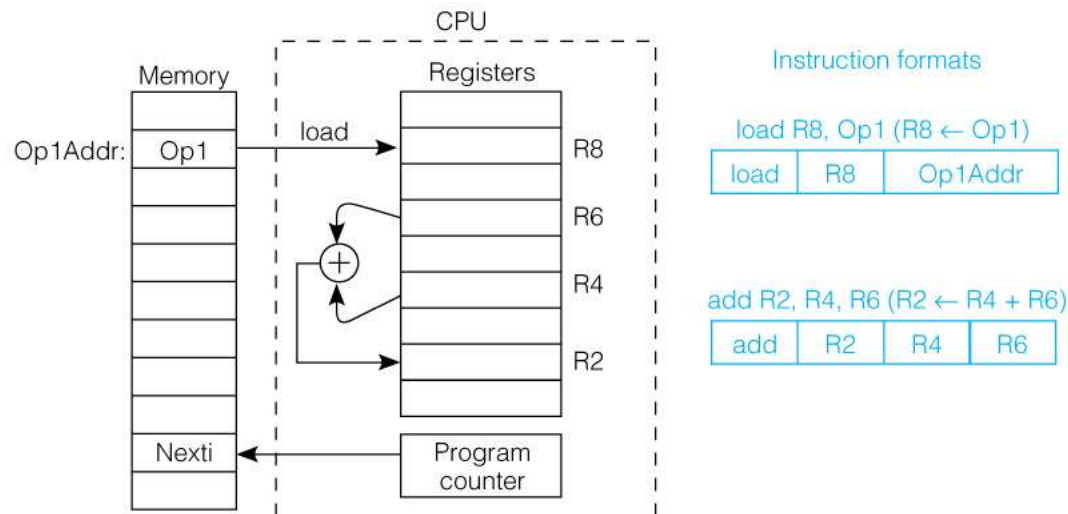 CPU
Memory
Registers
Instruction formats
load R8, Op1 (R8 ← Op1)
load R8 Op1Addr
Op1Addr: Op1
load
R8
R6
+
R4
add R2, R4, R6 (R2 ← R4 + R6)
add R2 R4 R6
R2
Nexti
Program
counter